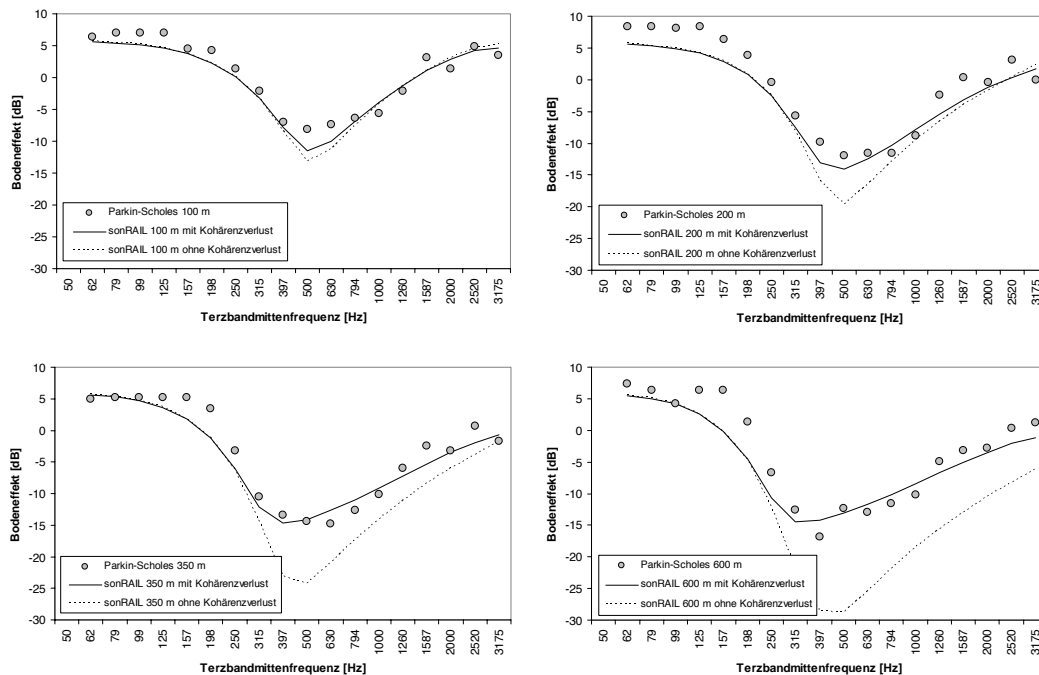 10
5
0
-5
-10
-15
-20
-25
-30
Bodeneffekt [dB]
Parkin-Scholes 100 m
sonRAIL 100 m mit Kohärenzverlust
sonRAIL 100 m ohne Kohärenzverlust
50 62 79 99 125 157 198 250 315 397 500 630 794 1000 1260 1587 2000 2520 3175
Terzbandmittenfrequenz [Hz]
10
5
0
-5
-10
-15
-20
-25
-30
Bodeneffekt [dB]
Parkin-Scholes 200 m
sonRAIL 200 m mit Kohärenzverlust
sonRAIL 200 m ohne Kohärenzverlust
50 62 79 99 125 157 198 250 315 397 500 630 794 1000 1260 1587 2000 2520 3175
Terzbandmittenfrequenz [Hz]
10
5
0
-5
-10
-15
-20
-25
-30
Bodeneffekt [dB]
Parkin-Scholes 350 m
sonRAIL 350 m mit Kohärenzverlust
sonRAIL 350 m ohne Kohärenzverlust
50 62 79 99 125 157 198 250 315 397 500 630 794 1000 1260 1587 2000 2520 3175
Terzbandmittenfrequenz [Hz]
10
5
0
-5
-10
-15
-20
-25
-30
Bodeneffekt [dB]
Parkin-Scholes 600 m
sonRAIL 600 m mit Kohärenzverlust
sonRAIL 600 m ohne Kohärenzverlust
50 62 79 99 125 157 198 250 315 397 500 630 794 1000 1260 1587 2000 2520 3175
Terzbandmittenfrequenz [Hz]